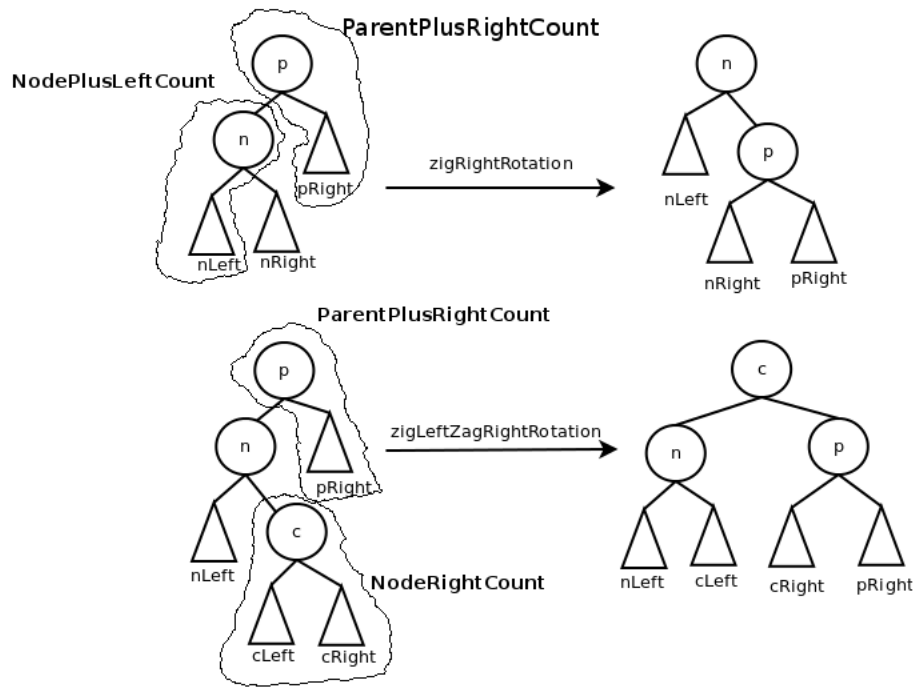 ParentPlusRightCount
p
n
NodePlusLeftCount
n
p
zigRightRotation
pRight
nLeft
nLeft
nRight
nRight
pRight
ParentPlusRightCount
p
c
zigLeftZagRightRotation
n
n
p
pRight
c
nLeft
NodeRightCount
nLeft
cLeft
cRight
pRight
cLeft
cRight